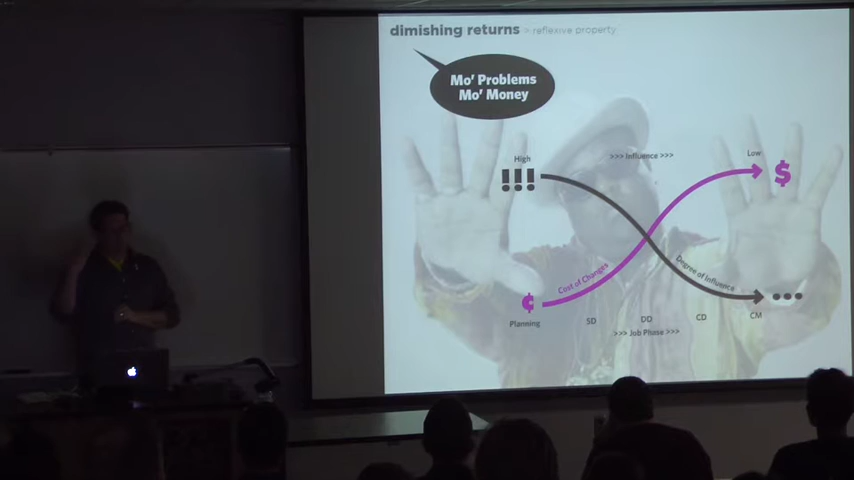 dimishing returns > reflexive property
Mo' Problems
Mo' Money
High
>>> Influence >>>
Low
!!!
$
Cost of Changes
Degree of Influence
¢
•••
Planning
SD
DD
CD
CM
>>> Job Phase >>>